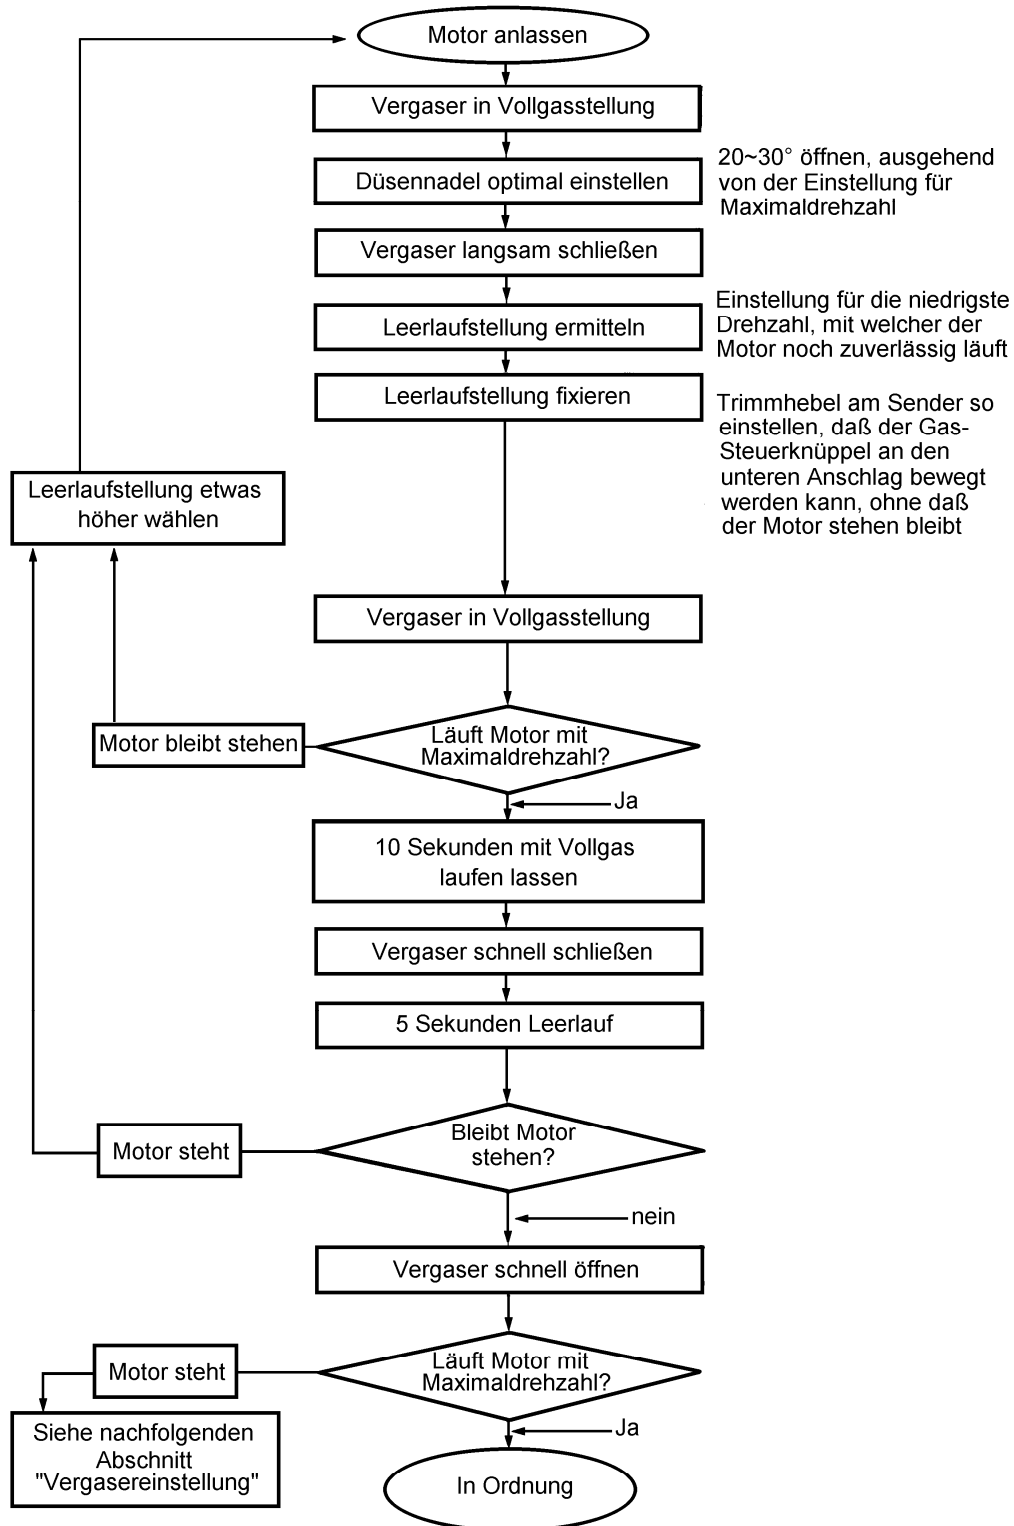 Motor anlassen
Vergaser in Vollgasstellung
Düsennadel optimal einstellen
20~30° öffnen, ausgehend
von der Einstellung für
Maximaldrehzahl
Vergaser langsam schließen
Leerlaufstellung ermitteln
Einstellung für die niedrigste
Drehzahl, mit welcher der
Motor noch zuverlässig läuft
Leerlaufstellung fixieren
Trimmhebel am Sender so
einstellen, daß der Gas-
Steuerknüppel an den
unteren Anschlag bewegt
werden kann, ohne daß
der Motor stehen bleibt
Leerlaufstellung etwas
höher wählen
Vergaser in Vollgasstellung
Motor bleibt stehen
Läuft Motor mit
Maximaldrehzahl?
Ja
10 Sekunden mit Vollgas
laufen lassen
Vergaser schnell schließen
5 Sekunden Leerlauf
Motor steht
Bleibt Motor
stehen?
nein
Vergaser schnell öffnen
Motor steht
Läuft Motor mit
Maximaldrehzahl?
Siehe nachfolgenden
Abschnitt
"Vergasereinstellung"
Ja
In Ordnung